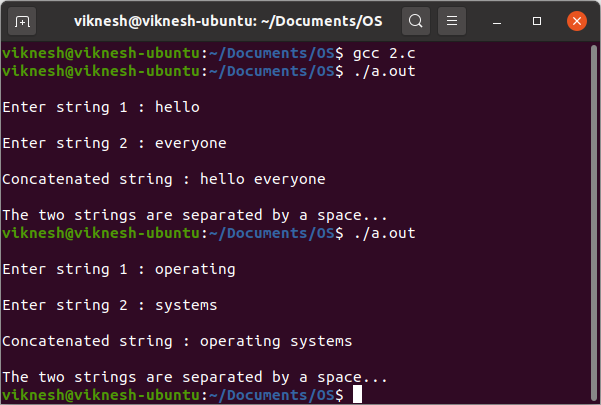 viknesh@viknesh-ubuntu: ~/Documents/OS
viknesh@viknesh-ubuntu:~/Documents/OS$ gcc 2.c
viknesh@viknesh-ubuntu:~/Documents/OS$ ./a.out
Enter string 1 : hello
Enter string 2 : everyone
Concatenated string : hello everyone
The two strings are separated by a space...
viknesh@viknesh-ubuntu:~/Documents/OS$ ./a.out
Enter string 1 : operating
Enter string 2 : systems
Concatenated string : operating systems
The two strings are separated by a space...
viknesh@viknesh-ubuntu:~/Documents/OS$